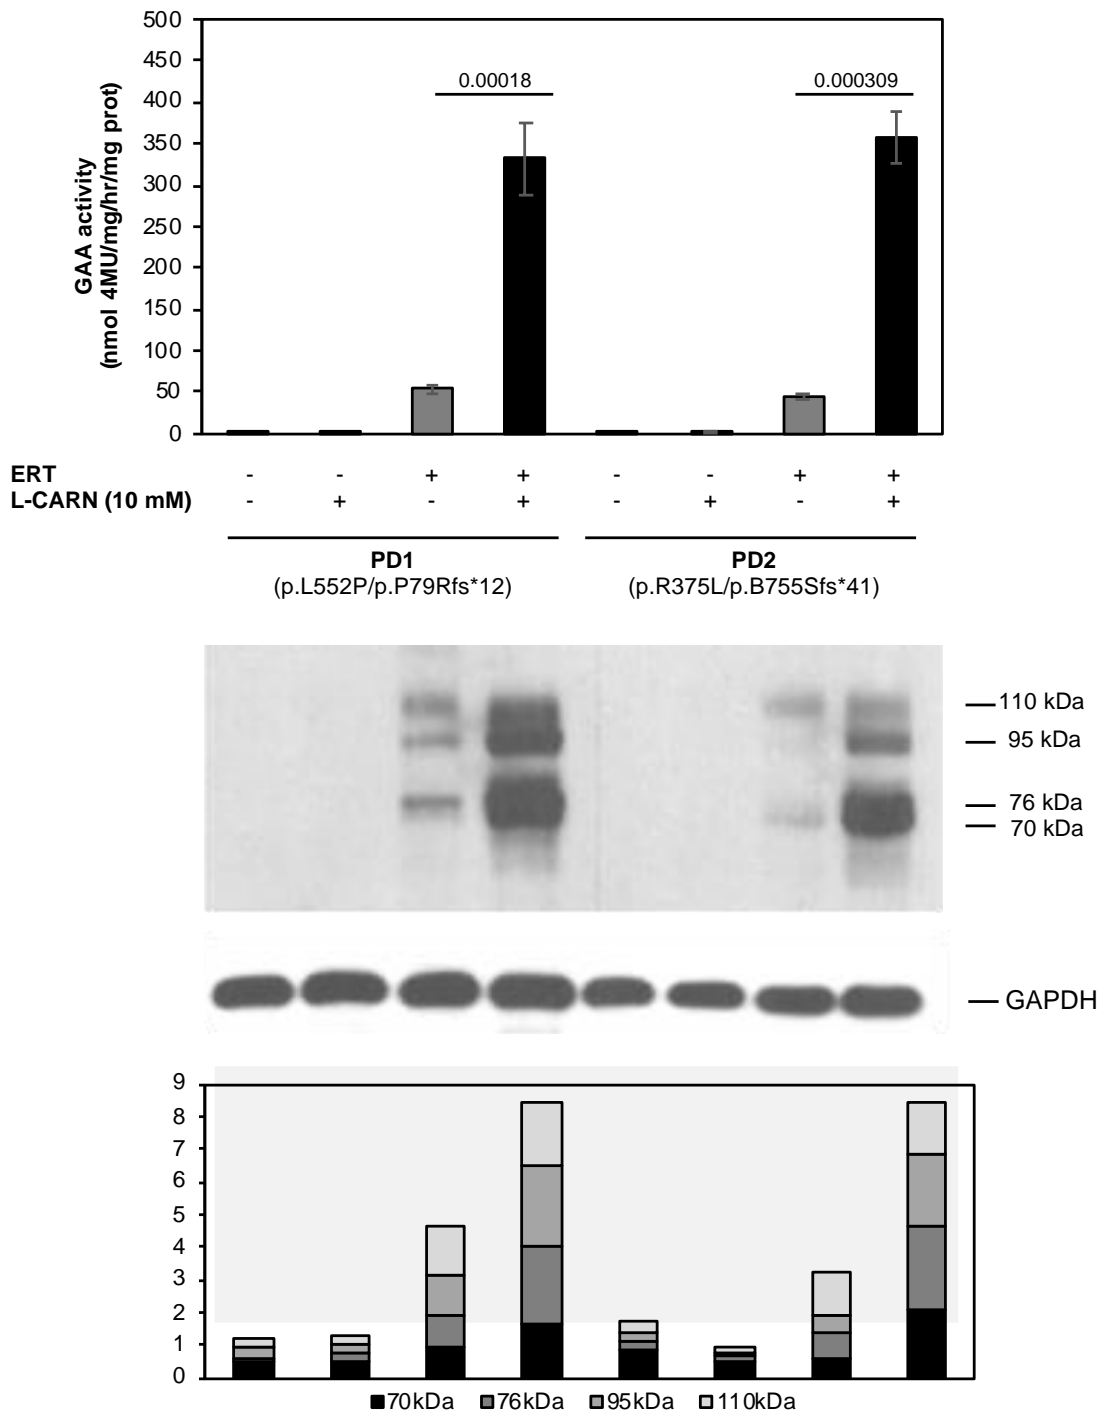 500
450
400
350
300
250
200
150
100
50
0
GAA activity
(nmol 4MU/mg/hr/mg prot)
0.00018
0.000309
ERT - - + + - - + +
L-CARN (10 mM) - + - + - + - +
PD1 PD2
(p.L552P/p.P79Rfs*12) (p.R375L/p.B755Sfs*41)
110 kDa
95 kDa
76 kDa
70 kDa
GAPDH
9
8
7
6
5
4
3
2
1
0
70kDa 76kDa 95kDa 110kDa